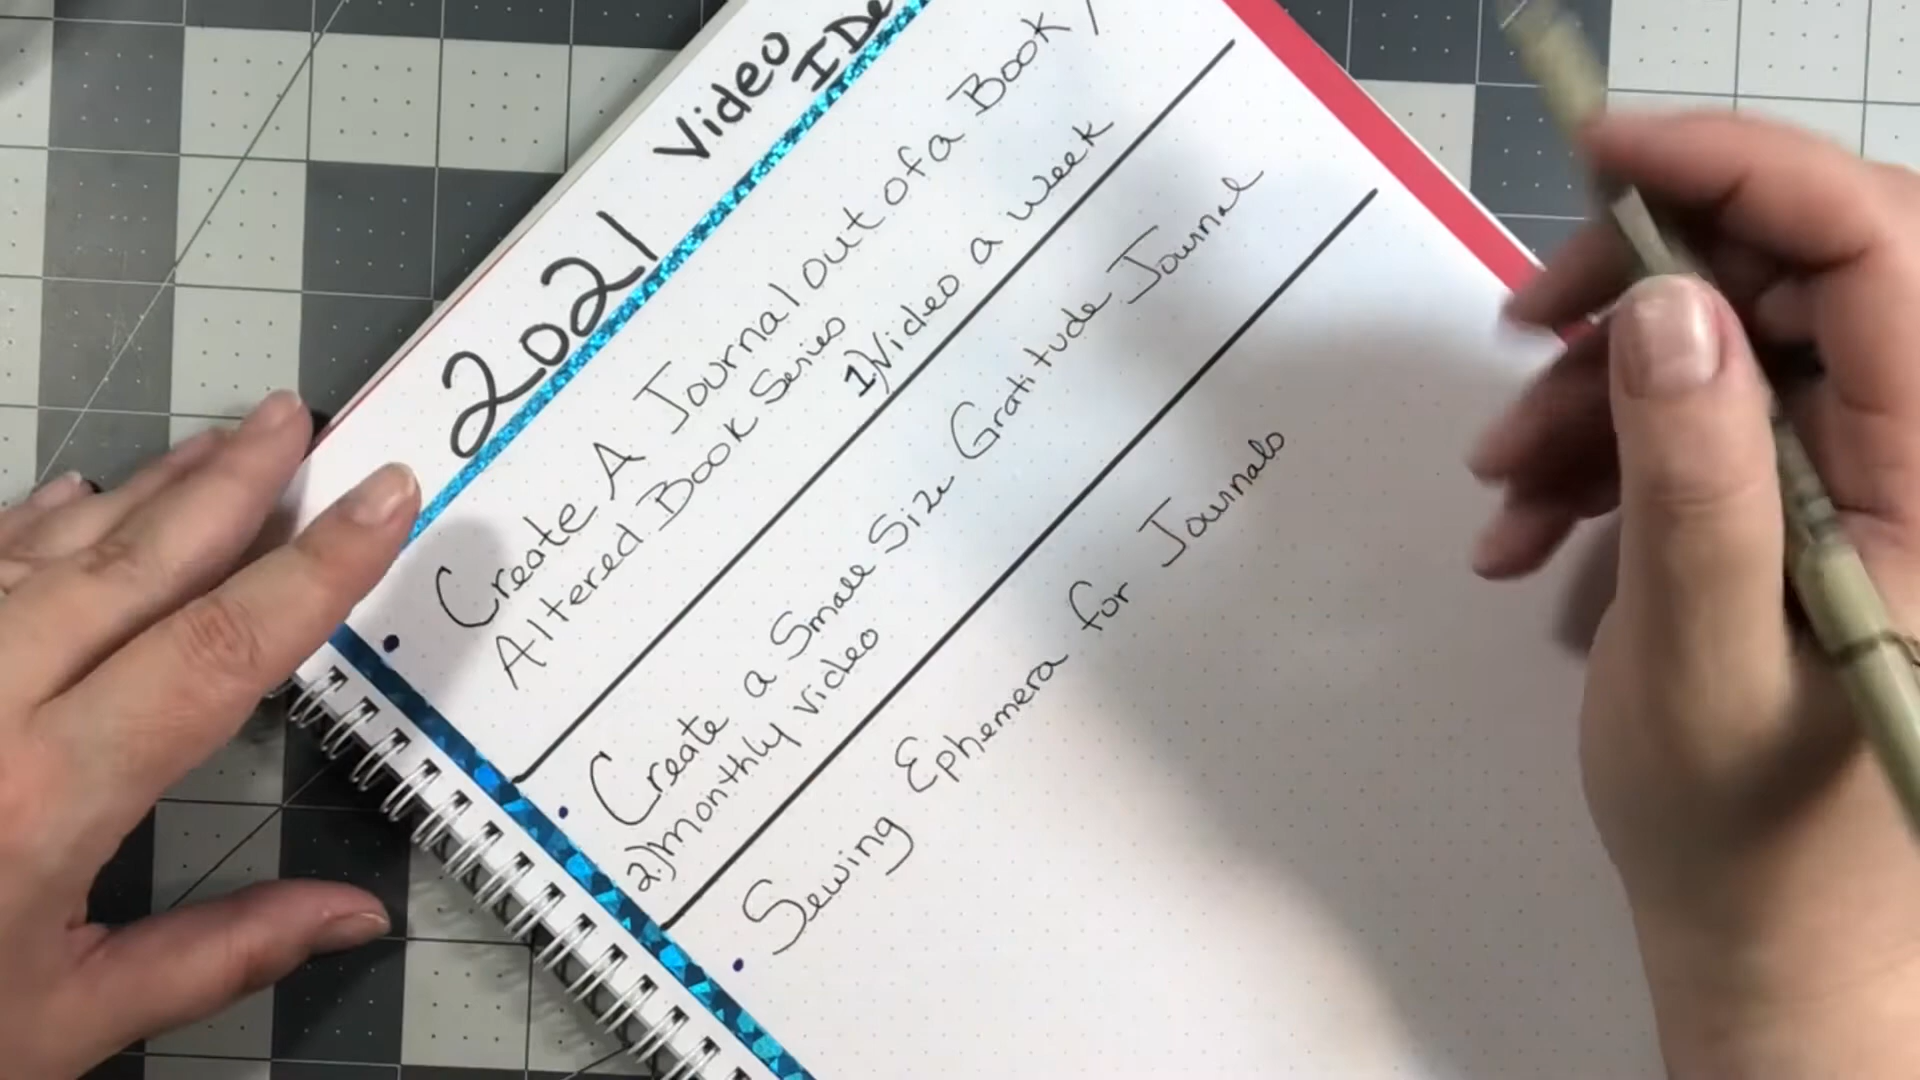 2021 Video
Create A Journal out of a Book /
Altered Book Series
1.) Video a week
Create a Small Size Gratitude Journal
2.) monthly video
Sewing Ephemera for Journals